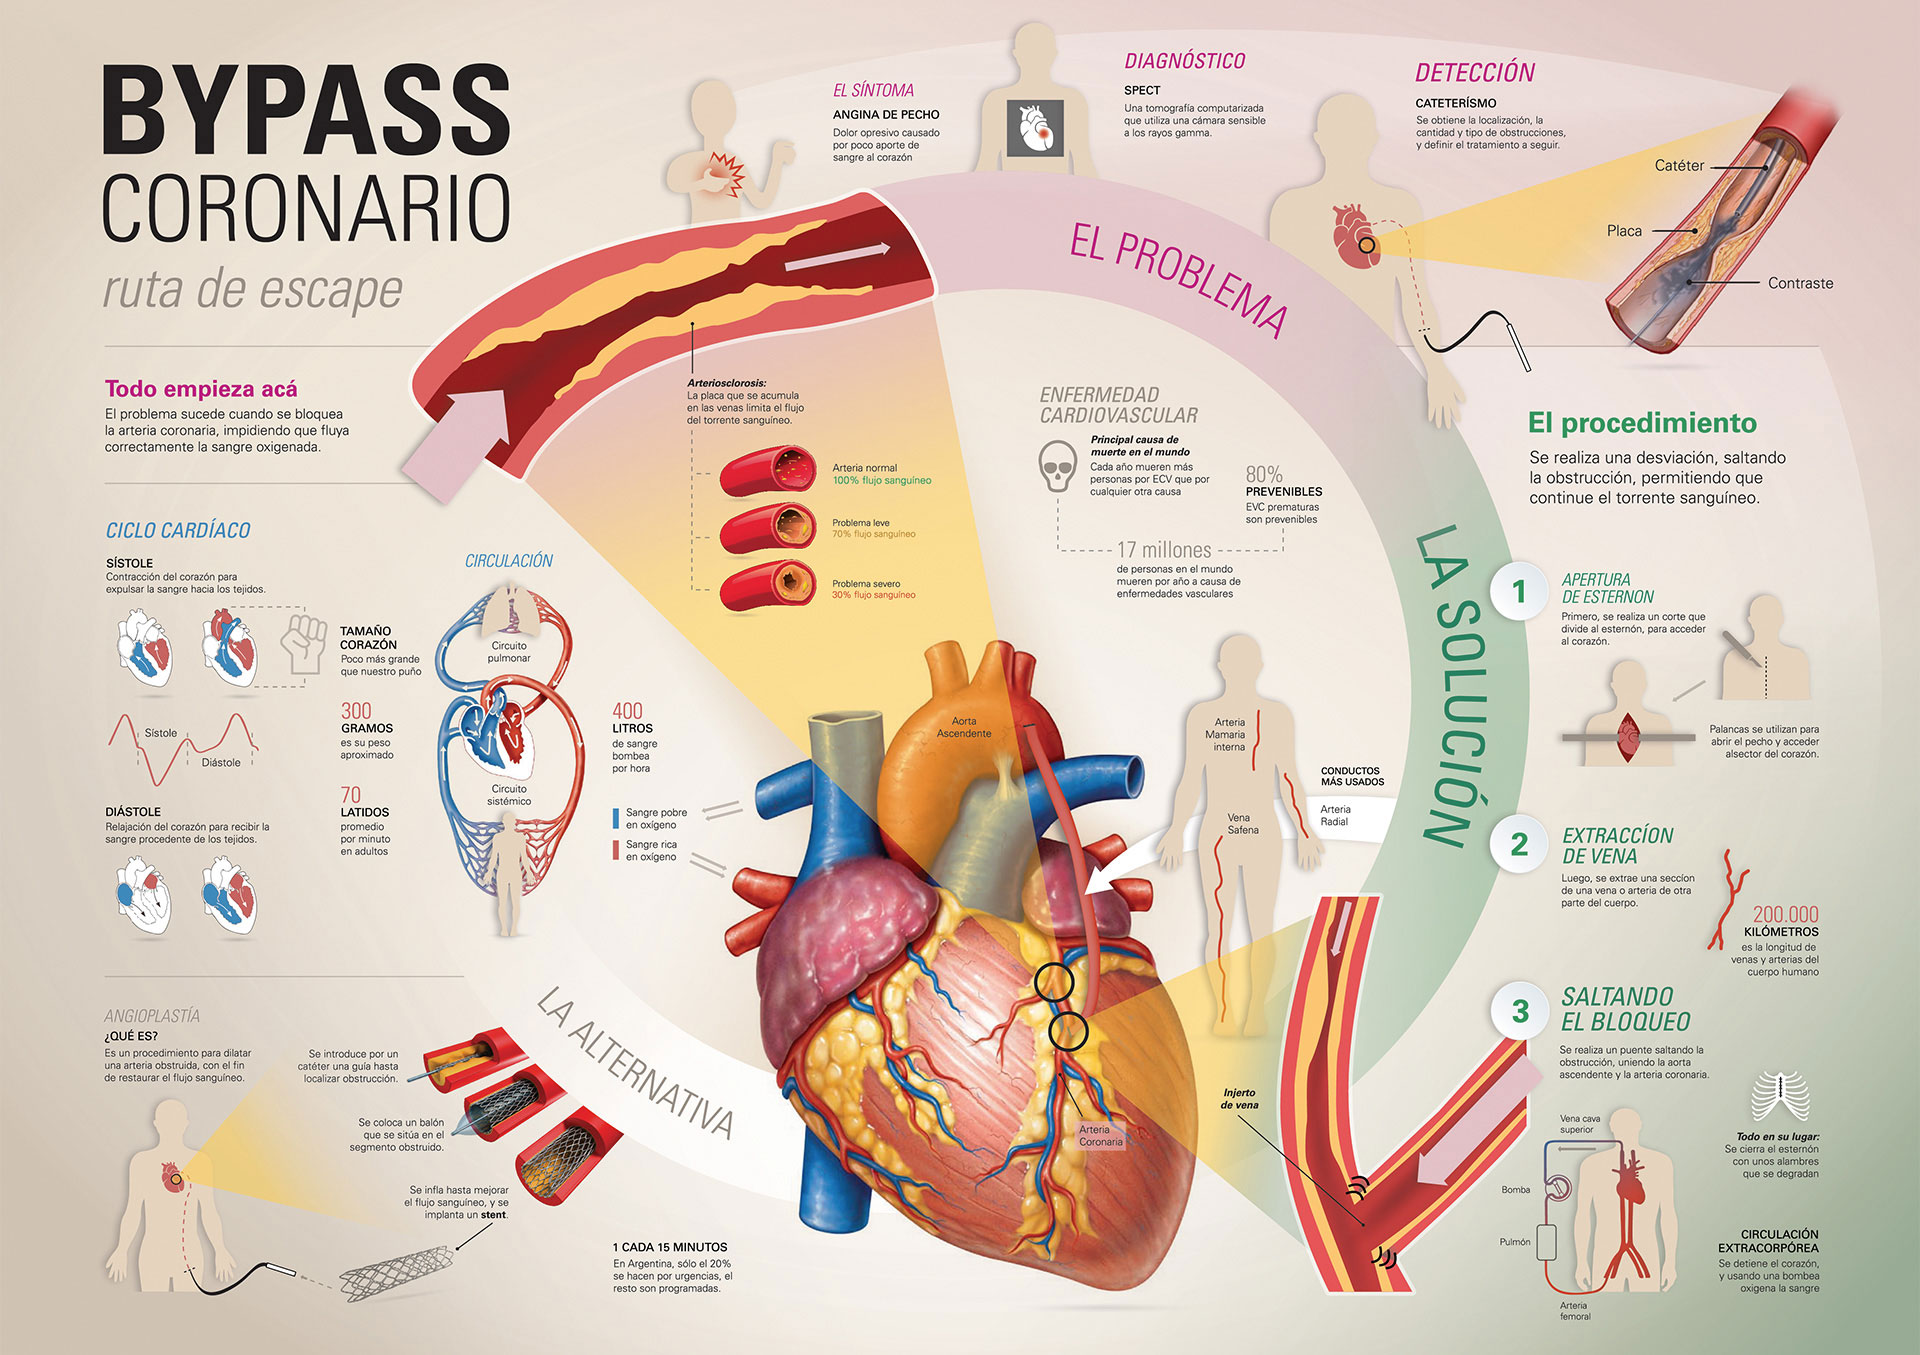 BYPASS
CORONARIO
ruta de escape
Todo empieza acá
El problema sucede cuando se bloquea
la arteria coronaria, impidiendo que fluya
correctamente la sangre oxigenada.
CICLO CARDÍACO
SÍSTOLE
Contracción del corazón para
expulsar la sangre hacia los tejidos.
TAMAÑO
CORAZÓN
Poco más grande
que nuestro puño
Sístole
Diástole
300
GRAMOS
es su peso
aproximado
70
LATIDOS
promedio
por minuto
en adultos
DIÁSTOLE
Relajación del corazón para recibir la
sangre procedente de los tejidos.
CIRCULACIÓN
Circuito
pulmonar
Circuito
sistémico
400
LITROS
de sangre
bombea
por hora
Sangre pobre
en oxígeno
Sangre rica
en oxígeno
EL SÍNTOMA
ANGINA DE PECHO
Dolor opresivo causado
por poco aporte de
sangre al corazón
DIAGNÓSTICO
SPECT
Una tomografía computarizada
que utiliza una cámara sensible
a los rayos gamma.
DETECCIÓN
CATETERÍSMO
Se obtiene la localización, la
cantidad y tipo de obstrucciones,
y definir el tratamiento a seguir.
Catéter
Placa
Contraste
EL PROBLEMA
Arteriosclorosis:
La placa que se acumula
en las venas limita el flujo
del torrente sanguíneo.
Arteria normal
100% flujo sanguíneo
Problema leve
70% flujo sanguíneo
Problema severo
30% flujo sanguíneo
ENFERMEDAD
CARDIOVASCULAR
Principal causa de
muerte en el mundo
Cada año mueren más
personas por ECV que por
cualquier otra causa
80%
PREVENIBLES
EVC prematuras
son prevenibles
17 millones
de personas en el mundo
mueren por año a causa de
enfermedades vasculares
Aorta
Ascendente
Arteria
Coronaria
Arteria
Mamaria
interna
Vena
Safena
CONDUCTOS
MÁS USADOS
Arteria
Radial
LA SOLUCIÓN
El procedimiento
Se realiza una desviación, saltando
la obstrucción, permitiendo que
continue el torrente sanguíneo.
1
APERTURA
DE ESTERNON
Primero, se realiza un corte que
divide al esternón, para acceder
al corazón.
Palancas se utilizan para
abrir el pecho y acceder
alsector del corazón.
2
EXTRACCÍON
DE VENA
Luego, se extrae una seccíon
de una vena o arteria de otra
parte del cuerpo.
200.000
KILÓMETROS
es la longitud de
venas y arterias del
cuerpo humano
3
SALTANDO
EL BLOQUEO
Se realiza un puente saltando la
obstrucción, uniendo la aorta
ascendente y la arteria coronaria.
Injerto
de vena
Vena cava
superior
Bomba
Pulmón
Arteria
femoral
Todo en su lugar:
Se cierra el esternón
con unos alambres
que se degradan
CIRCULACIÓN
EXTRACORPÓREA
Se detiene el corazón,
y usando una bombea
oxigena la sangre
LA ALTERNATIVA
ANGIOPLASTÍA
¿QUÉ ES?
Es un procedimiento para dilatar
una arteria obstruida, con el fin
de restaurar el flujo sanguíneo.
Se introduce por un
catéter una guía hasta
localizar obstrucción.
Se coloca un balón
que se sitúa en el
segmento obstruido.
Se infla hasta mejorar
el flujo sanguíneo, y se
implanta un stent.
1 CADA 15 MINUTOS
En Argentina, sólo el 20%
se hacen por urgencias, el
resto son programadas.